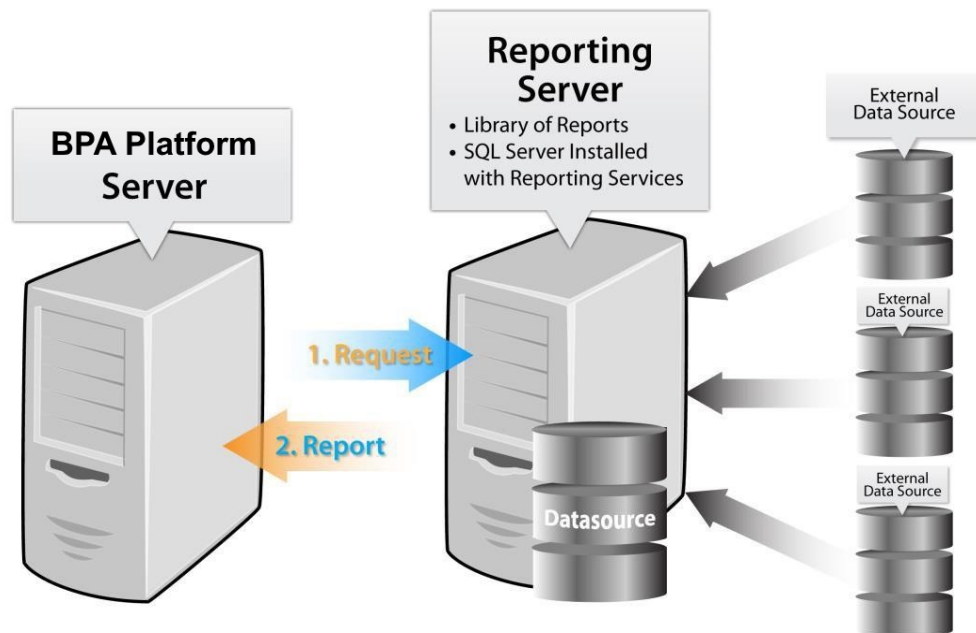 BPA Platform
Server
Reporting
Server
• Library of Reports
• SQL Server Installed
with Reporting Services
External
Data Source
1. Request
2. Report
Datasource
External
Data Source
External
Data Source